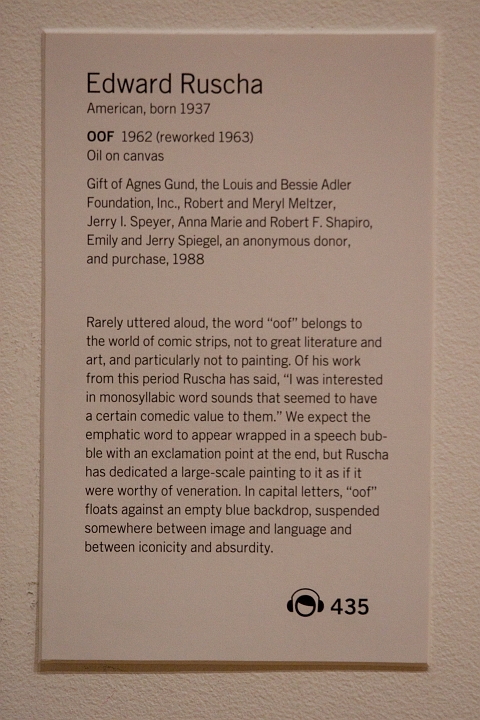 Edward Ruscha
American, born 1937
OOF 1962 (reworked 1963)
Oil on canvas
Gift of Agnes Gund, the Louis and Bessie Adler
Foundation, Inc., Robert and Meryl Meltzer,
Jerry I. Speyer, Anna Marie and Robert F. Shapiro,
Emily and Jerry Spiegel, an anonymous donor,
and purchase, 1988
Rarely uttered aloud, the word “oof” belongs to
the world of comic strips, not to great literature and
art, and particularly not to painting. Of his work
from this period Ruscha has said, “I was interested
in monosyllabic word sounds that seemed to have
a certain comedic value to them.” We expect the
emphatic word to appear wrapped in a speech bub-
ble with an exclamation point at the end, but Ruscha
has dedicated a large-scale painting to it as if it
were worthy of veneration. In capital letters, “oof”
floats against an empty blue backdrop, suspended
somewhere between image and language and
between iconicity and absurdity.
435